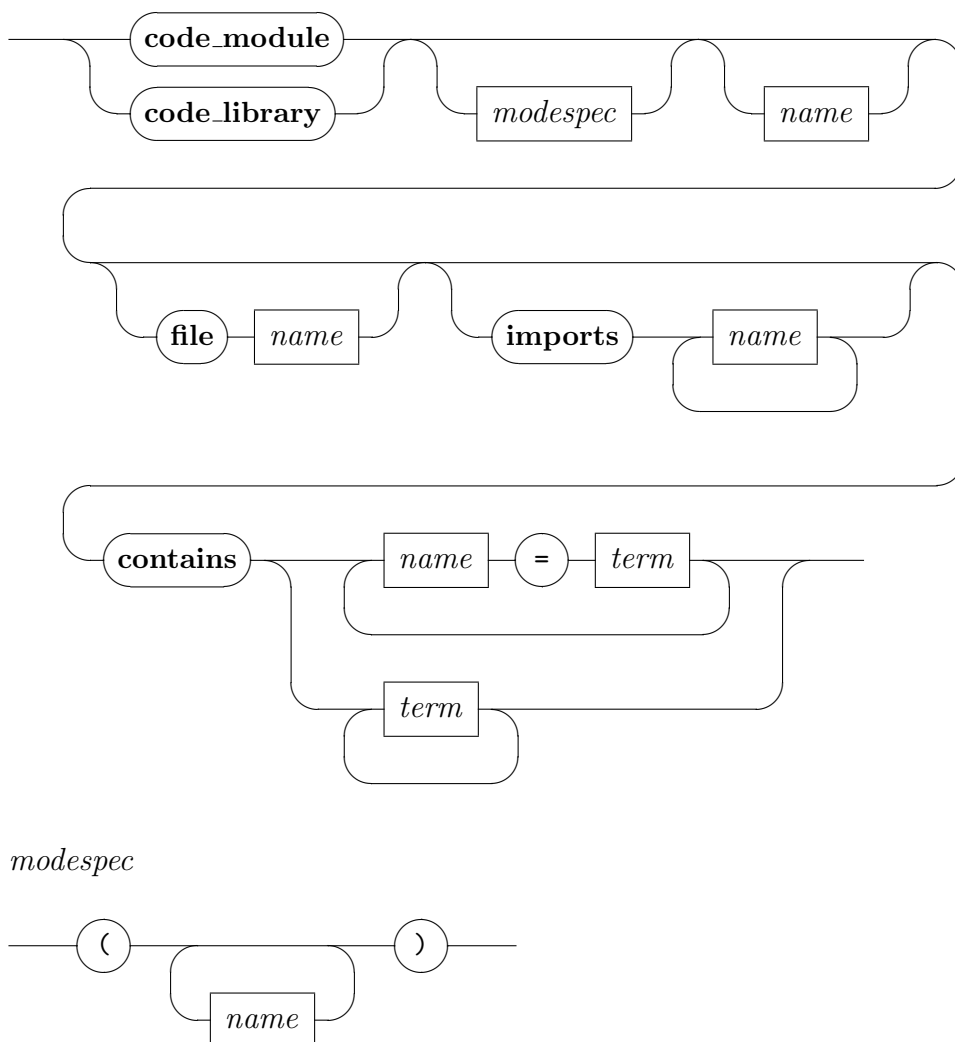 code_module
code_library
modespec
name
file name
imports
name
contains
name = term
term
modespec
( )
name